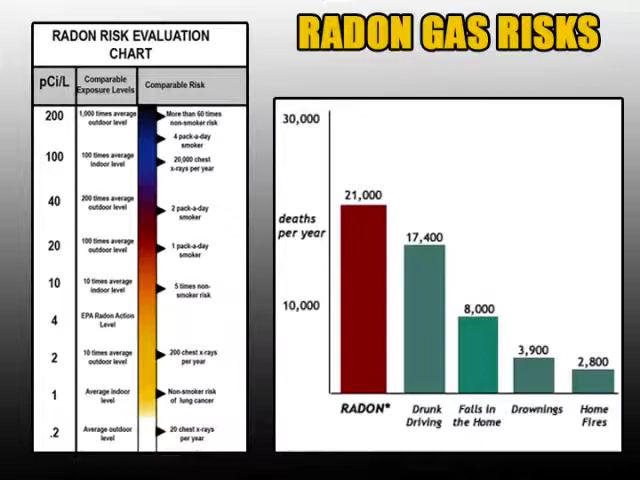 RADON GAS RISKS
RADON RISK EVALUATION
CHART
pCi/L
Comparable
Exposure Levels
Comparable Risk
200
1,000 times average
outdoor level
More than 60 times
non-smoker risk
4 pack-a-day
smoker
100
100 times average
indoor level
20,000 chest
x-rays per year
40
200 times average
outdoor level
2 pack-a-day
smoker
20
100 times average
outdoor level
1 pack-a-day
smoker
10
10 times average
indoor level
5 times non-
smoker risk
4
EPA Radon Action
Level
2
10 times average
outdoor level
200 chest x-rays
per year
1
Average indoor
level
Non-smoker risk
of lung cancer
.2
Average outdoor
level
20 chest x-rays
per year
30,000
deaths
per year
10,000
21,000
17,400
8,000
3,900
2,800
RADON*
Drunk
Driving
Falls in
the Home
Drownings
Home
Fires